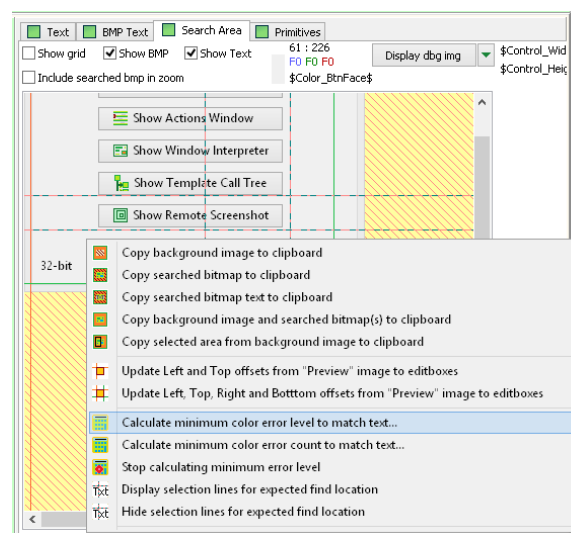 Text BMP Text Search Area Primitives
Show grid Show BMP Show Text 61 : 226 Display dbg img $Control_Wid
F0 F0 F0
Include searched bmp in zoom $Color_BtnFace$ $Control_Heig
Show Actions Window
Show Window Interpreter
Show Template Call Tree
Show Remote Screenshot
32-bit
Copy background image to clipboard
Copy searched bitmap to clipboard
Copy searched bitmap text to clipboard
Copy background image and searched bitmap(s) to clipboard
Copy selected area from background image to clipboard
Update Left and Top offsets from "Preview" image to editboxes
Update Left, Top, Right and Botttom offsets from "Preview" image to editboxes
Calculate minimum color error level to match text...
Calculate minimum color error count to match text...
Stop calculating minimum error level
Display selection lines for expected find location
Hide selection lines for expected find location